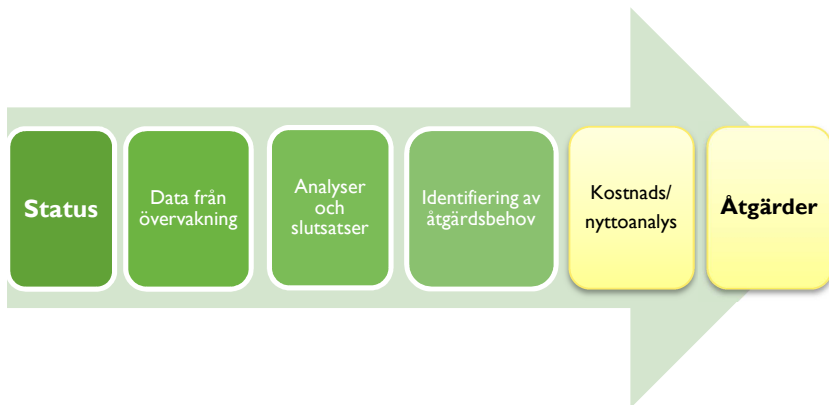 Status
Data från
övervakning
Analyser
och
slutsatser
Identifiering av
åtgärdsbehov
Kostnads/
nyttoanalys
Åtgärder